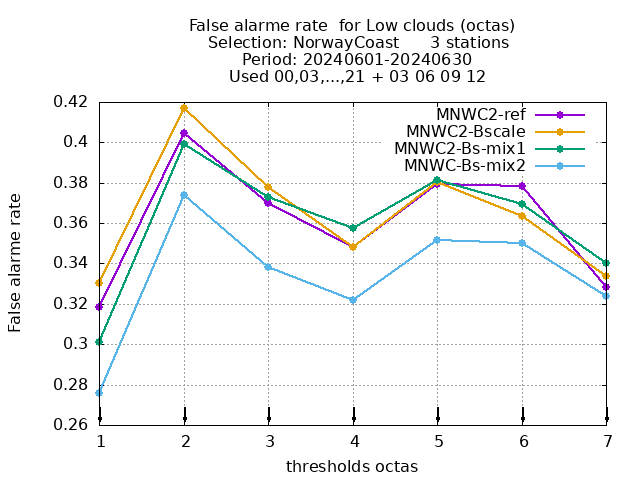 False alarme rate  for Low clouds (octas)
Selection: NorwayCoast      3 stations
Period: 20240601-20240630
Used 00,03,...,21 + 03 06 09 12
MNWC2-ref
MNWC2-Bscale
MNWC2-Bs-mix1
MNWC-Bs-mix2
False alarme rate
0.42
0.4
0.38
0.36
0.34
0.32
0.3
0.28
0.26
1 2 3 4 5 6 7
thresholds octas